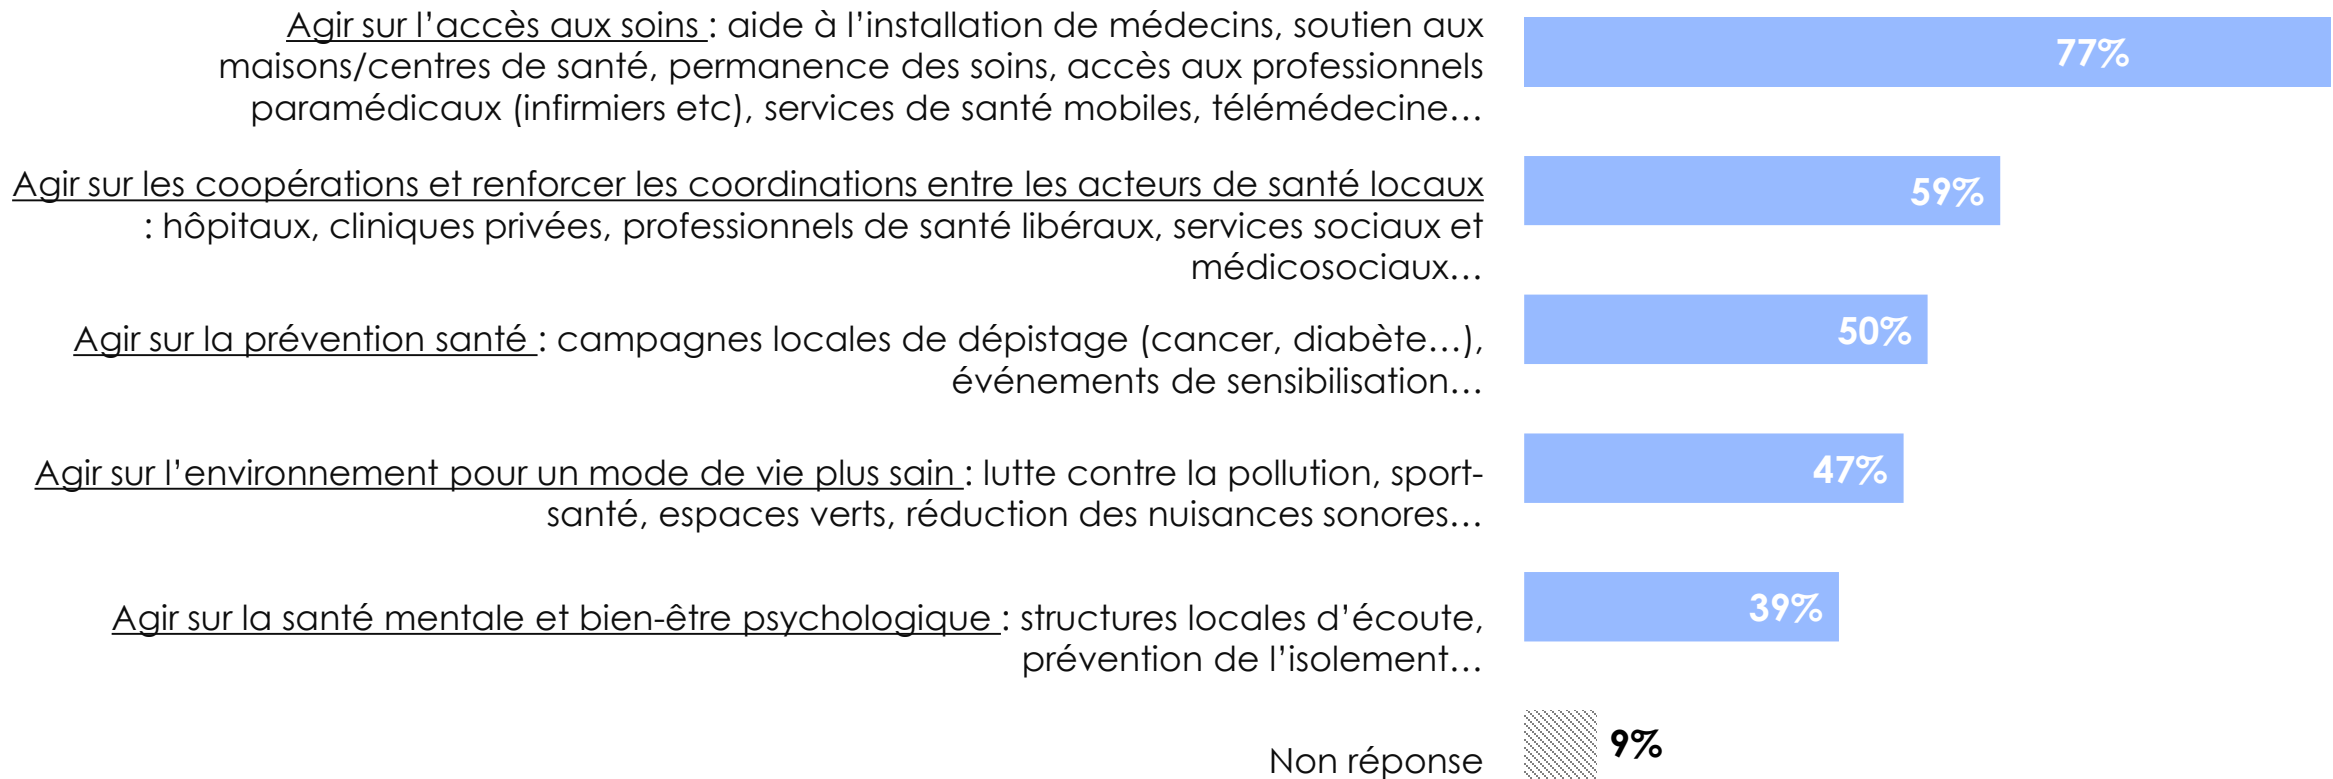 Agir sur l’accès aux soins : aide à l’installation de médecins, soutien aux
maisons/centres de santé, permanence des soins, accès aux professionnels
paramédicaux (infirmiers etc), services de santé mobiles, télémédecine…
77%
Agir sur les coopérations et renforcer les coordinations entre les acteurs de santé locaux
: hôpitaux, cliniques privées, professionnels de santé libéraux, services sociaux et
médicosociaux…
59%
Agir sur la prévention santé : campagnes locales de dépistage (cancer, diabète…),
événements de sensibilisation…
50%
Agir sur l’environnement pour un mode de vie plus sain : lutte contre la pollution, sport-
santé, espaces verts, réduction des nuisances sonores…
47%
Agir sur la santé mentale et bien-être psychologique : structures locales d’écoute,
prévention de l’isolement…
39%
Non réponse
9%